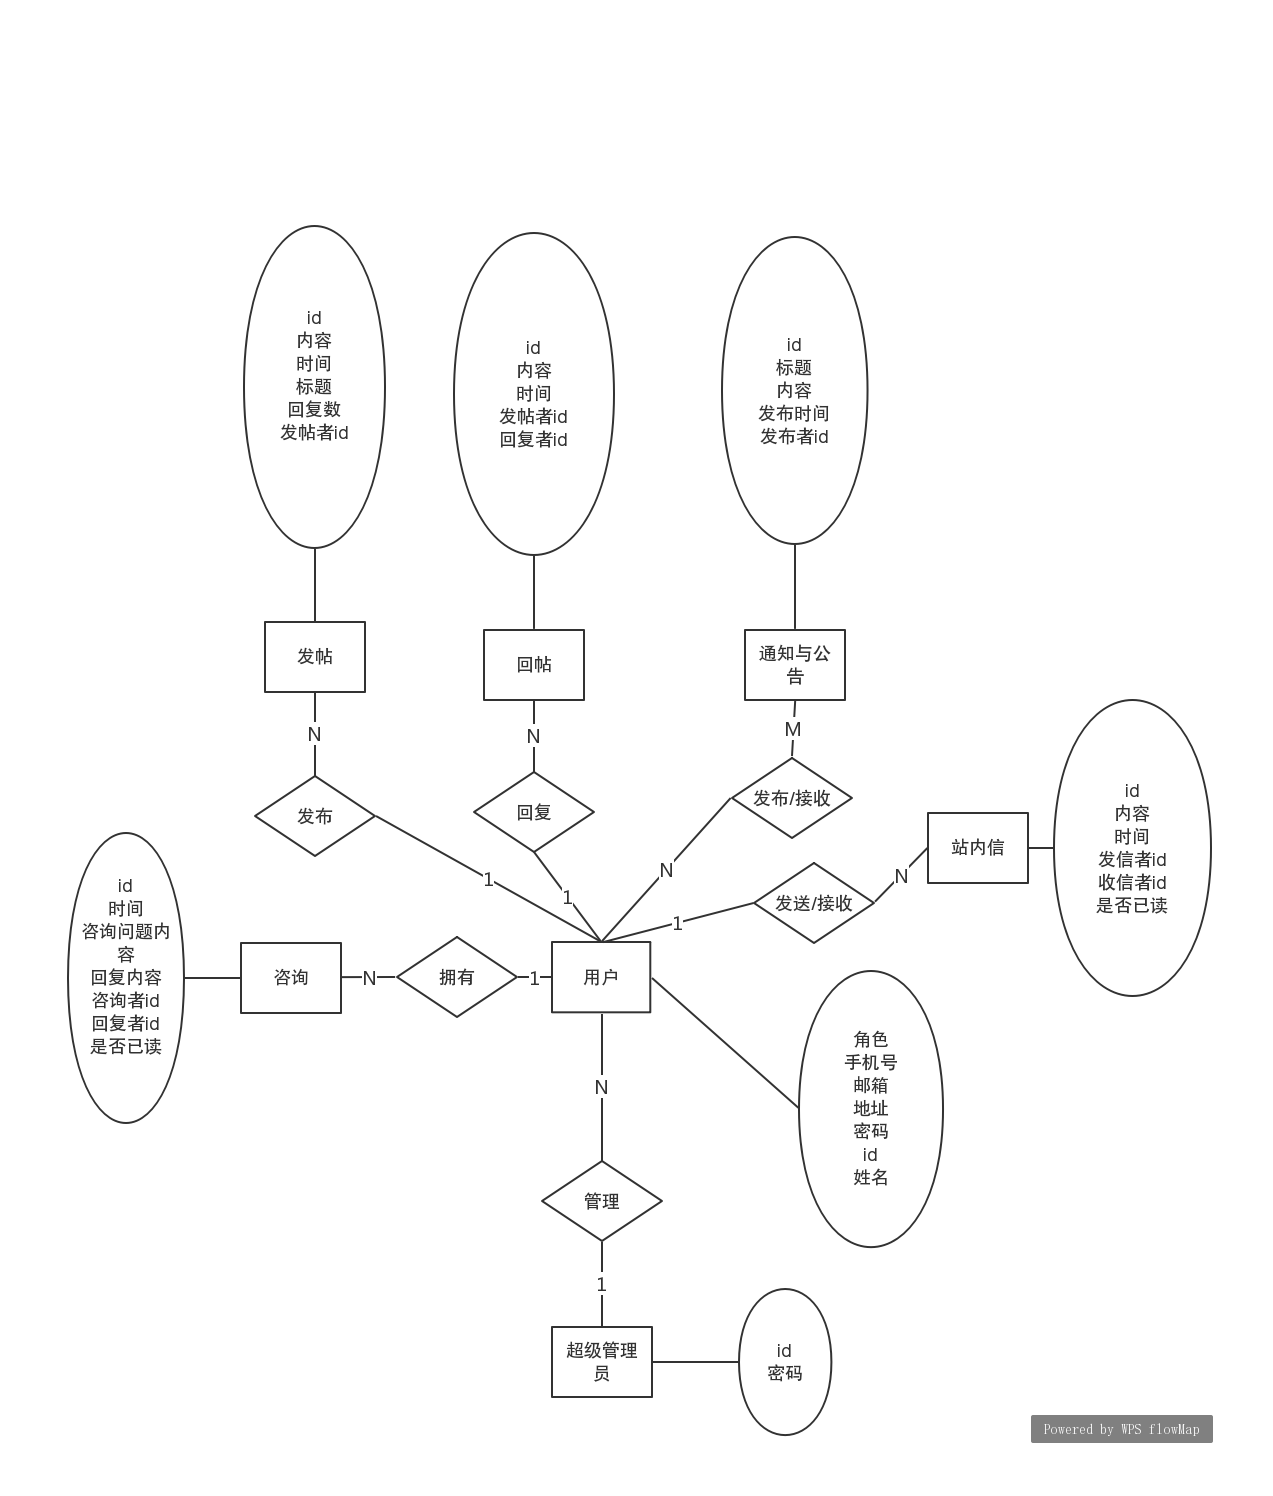 id
内容
时间
标题
回复数
发帖者id
id
内容
时间
发帖者id
回复者id
id
标题
内容
发布时间
发布者id
发帖
回帖
通知与公
告
N
N
M
发布
回复
发布/接收
id
内容
时间
发信者id
收信者id
是否已读
站内信
N
N
1
1
发送/接收
1
id
时间
咨询问题内
容
回复内容
咨询者id
回复者id
是否已读
咨询
N
拥有
1
用户
角色
手机号
邮箱
地址
密码
id
姓名
N
管理
1
超级管理
员
id
密码
Powered by WPS flowMap